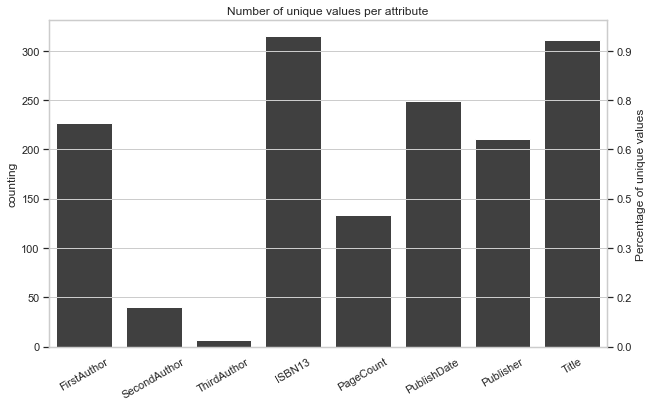 Number of unique values per attribute
counting
300
250
200
150
100
50
0
0.9
0.8
0.6
0.5
0.3
0.2
0.0
Percentage of unique values
FirstAuthor
SecondAuthor
ThirdAuthor
ISBN13
PageCount
PublishDate
Publisher
Title